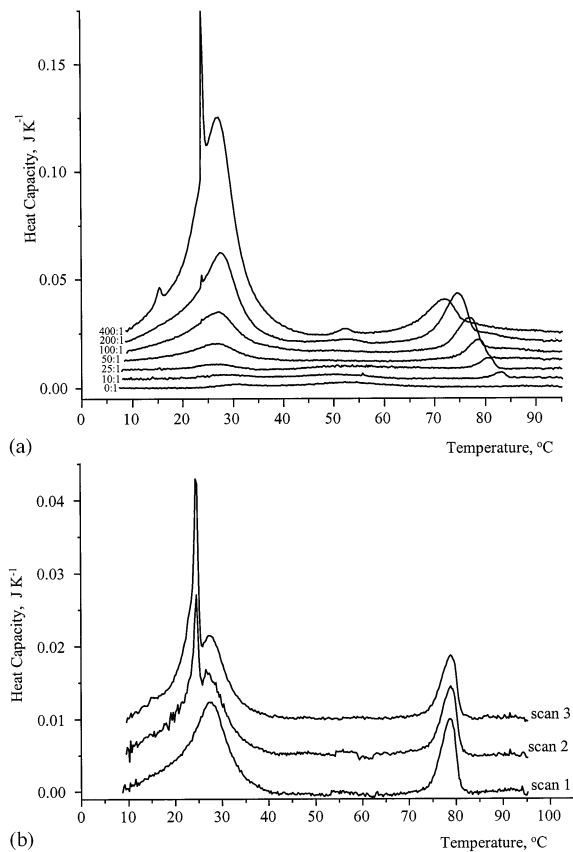 0.15
0.10
0.05
0.00
Heat Capacity, J K-1
400:1
200:1
100:1
50:1
25:1
10:1
0:1
0 10 20 30 40 50 60 70 80 90
(a)
Temperature, oC
0.04
0.03
0.02
0.01
0.00
Heat Capacity, J K-1
scan 3
scan 2
scan 1
0 10 20 30 40 50 60 70 80 90 100
(b)
Temperature, oC